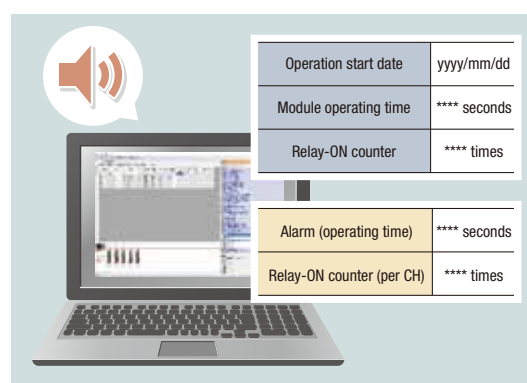 Operation start date yyyy/mm/dd
Module operating time **** seconds
Relay-ON counter **** times
Alarm (operating time) **** seconds
Relay-ON counter (per CH) **** times